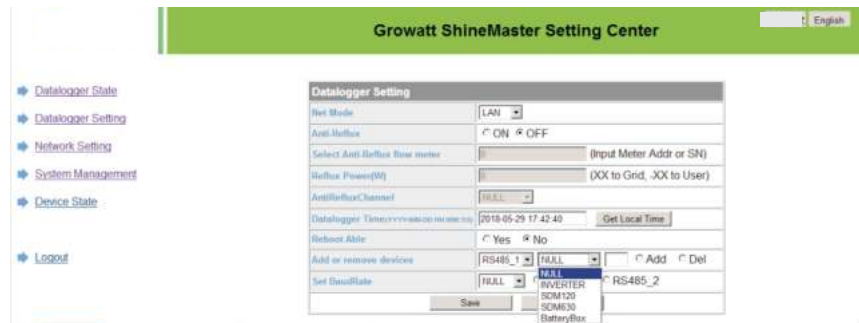 Growatt ShineMaster Setting Center
English
Datalogger State
Datalogger Setting
Network Setting
System Management
Device State
Logout
Datalogger Setting
Net Mode LAN
Anti-Reflux ON OFF
Select Anti-Reflux flow meter 0 (Input Meter Addr or SN)
Reflux Power(W) 0 (XX to Grid, -XX to User)
AntiRefluxChannel NULL
Datalogger Time 2018-05-29 17:42:40 Get Local Time
Reboot Able Yes No
Add or remove devices RS485_1 NULL Add Del
Set BaudRate NULL RS485_2
NULL
INVERTER
SDM120
SDM630
BatteryBox
Save